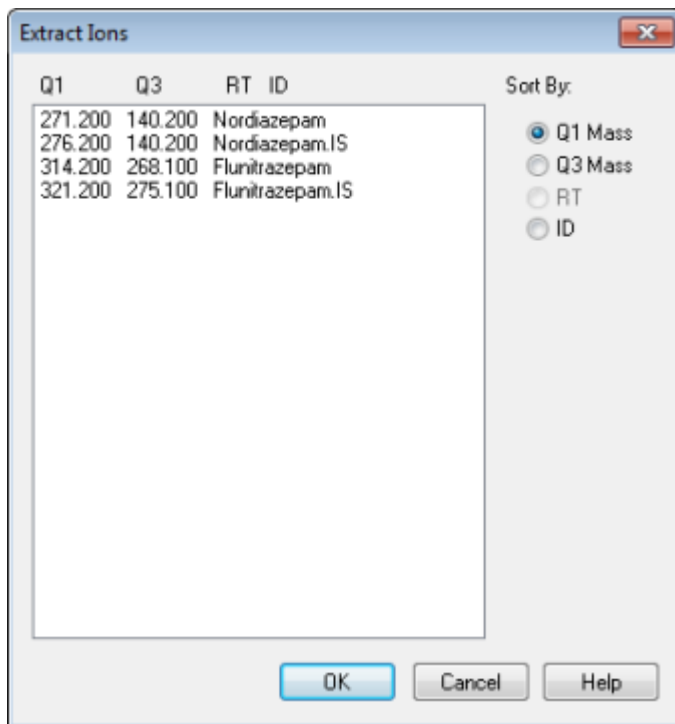 Extract Ions
Q1 Q3 RT ID
271.200 140.200 Nordiazepam
276.200 140.200 Nordiazepam.IS
314.200 268.100 Flunitrazepam
321.200 275.100 Flunitrazepam.IS
Sort By:
Q1 Mass
Q3 Mass
RT
ID
OK Cancel Help